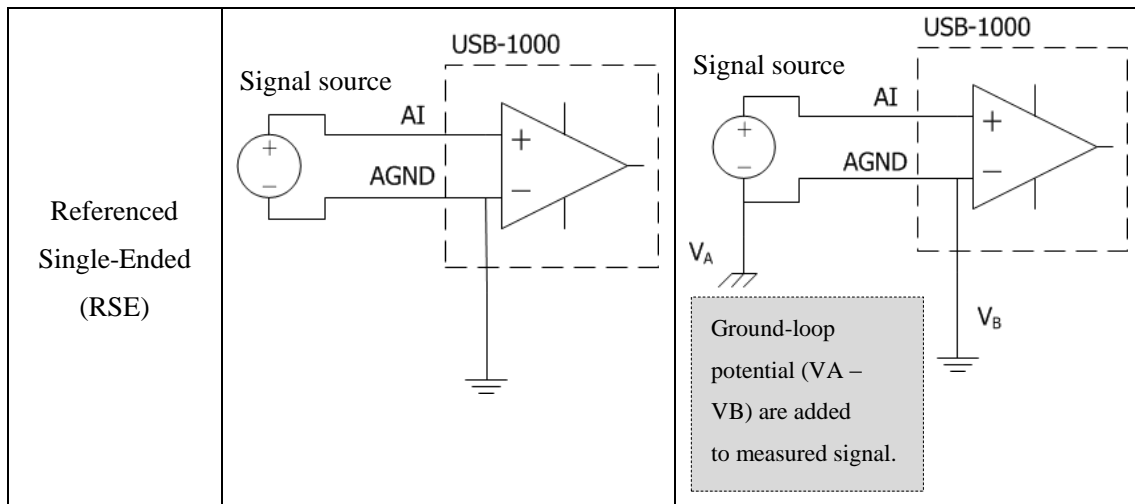 Referenced
Single-Ended
(RSE)
USB-1000
Signal source
AI
+
+
AGND
−
−
USB-1000
Signal source
AI
+
+
AGND
−
−
VA
VB
Ground-loop
potential (VA –
VB) are added
to measured signal.